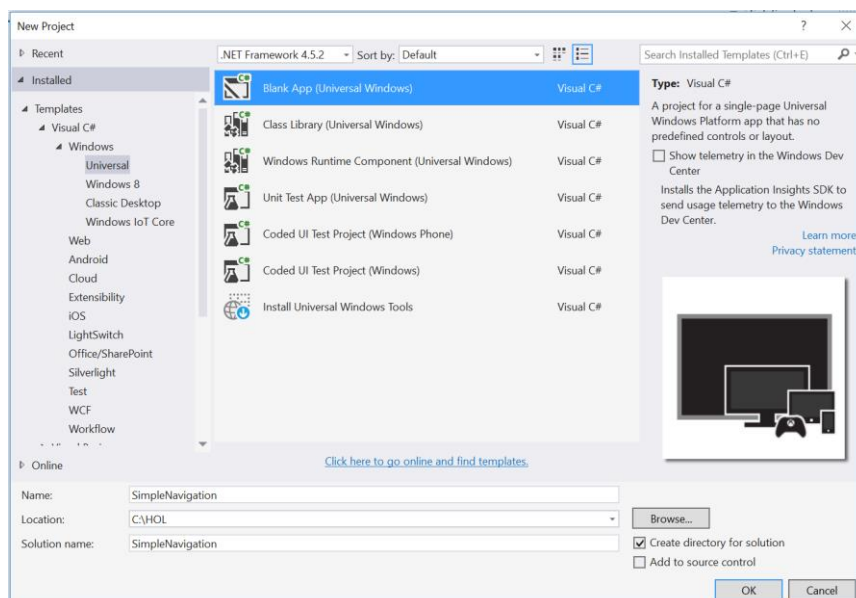 New Project
? X
Recent
.NET Framework 4.5.2
Sort by: Default
Search Installed Templates (Ctrl+E)
Installed
Templates
Visual C#
Windows
Universal
Windows 8
Classic Desktop
Windows IoT Core
Web
Android
Cloud
Extensibility
iOS
LightSwitch
Office/SharePoint
Silverlight
Test
WCF
Workflow
Online
Blank App (Universal Windows) Visual C#
Class Library (Universal Windows) Visual C#
Windows Runtime Component (Universal Windows) Visual C#
Unit Test App (Universal Windows) Visual C#
Coded UI Test Project (Windows Phone) Visual C#
Coded UI Test Project (Windows) Visual C#
Install Universal Windows Tools Visual C#
Click here to go online and find templates.
Type: Visual C#
A project for a single-page Universal
Windows Platform app that has no
predefined controls or layout.
Show telemetry in the Windows Dev
Center
Installs the Application Insights SDK to
send usage telemetry to the Windows
Dev Center.
Learn more
Privacy statement
Name: SimpleNavigation
Location: C:\HOL
Browse...
Solution name: SimpleNavigation
Create directory for solution
Add to source control
OK
Cancel